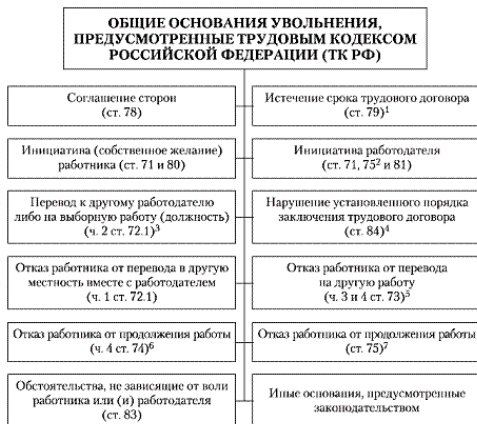 ОБЩИЕ ОСНОВАНИЯ УВОЛЬНЕНИЯ,
ПРЕДУСМОТРЕННЫЕ ТРУДОВЫМ КОДЕКСОМ
РОССИЙСКОЙ ФЕДЕРАЦИИ (ТК РФ)
Соглашение сторон
(ст. 78)
Истечение срока трудового договора
(ст. 79)¹
Инициатива (собственное желание)
работника (ст. 71 и 80)
Инициатива работодателя
(ст. 71, 75² и 81)
Перевод к другому работодателю
либо на выборную работу (должность)
(ч. 2 ст. 72.1)³
Нарушение установленного порядка
заключения трудового договора
(ст. 84)⁴
Отказ работника от перевода в другую
местность вместе с работодателем
(ч. 1 ст. 72.1)
Отказ работника от перевода
на другую работу
(ч. 3 и 4 ст. 73)⁵
Отказ работника от продолжения работы
(ч. 4 ст. 74)⁶
Отказ работника от продолжения работы
(ст. 75)⁷
Обстоятельства, не зависящие от воли
работника или (и) работодателя
(ст. 83)
Иные основания, предусмотренные
законодательством